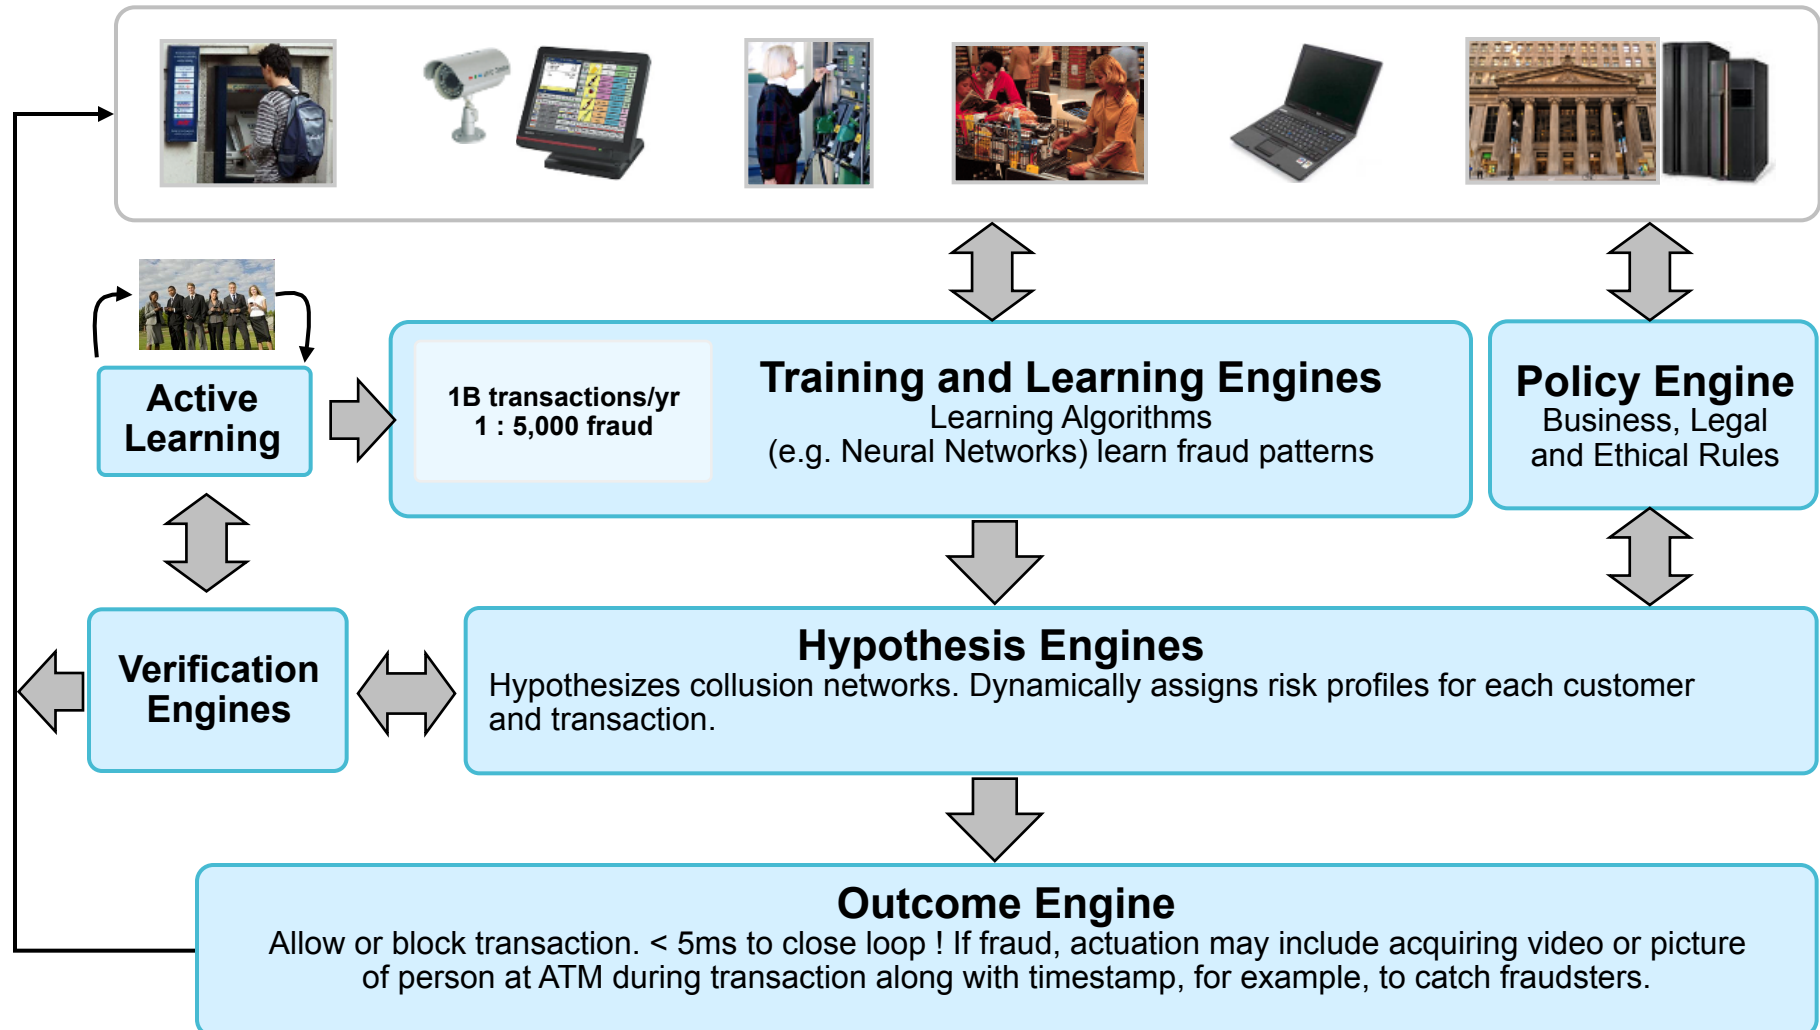 Active
Learning
1B transactions/yr
1 : 5,000 fraud
Training and Learning Engines
Learning Algorithms
(e.g. Neural Networks) learn fraud patterns
Policy Engine
Business, Legal
and Ethical Rules
Verification
Engines
Hypothesis Engines
Hypothesizes collusion networks. Dynamically assigns risk profiles for each customer
and transaction.
Outcome Engine
Allow or block transaction. < 5ms to close loop ! If fraud, actuation may include acquiring video or picture
of person at ATM during transaction along with timestamp, for example, to catch fraudsters.